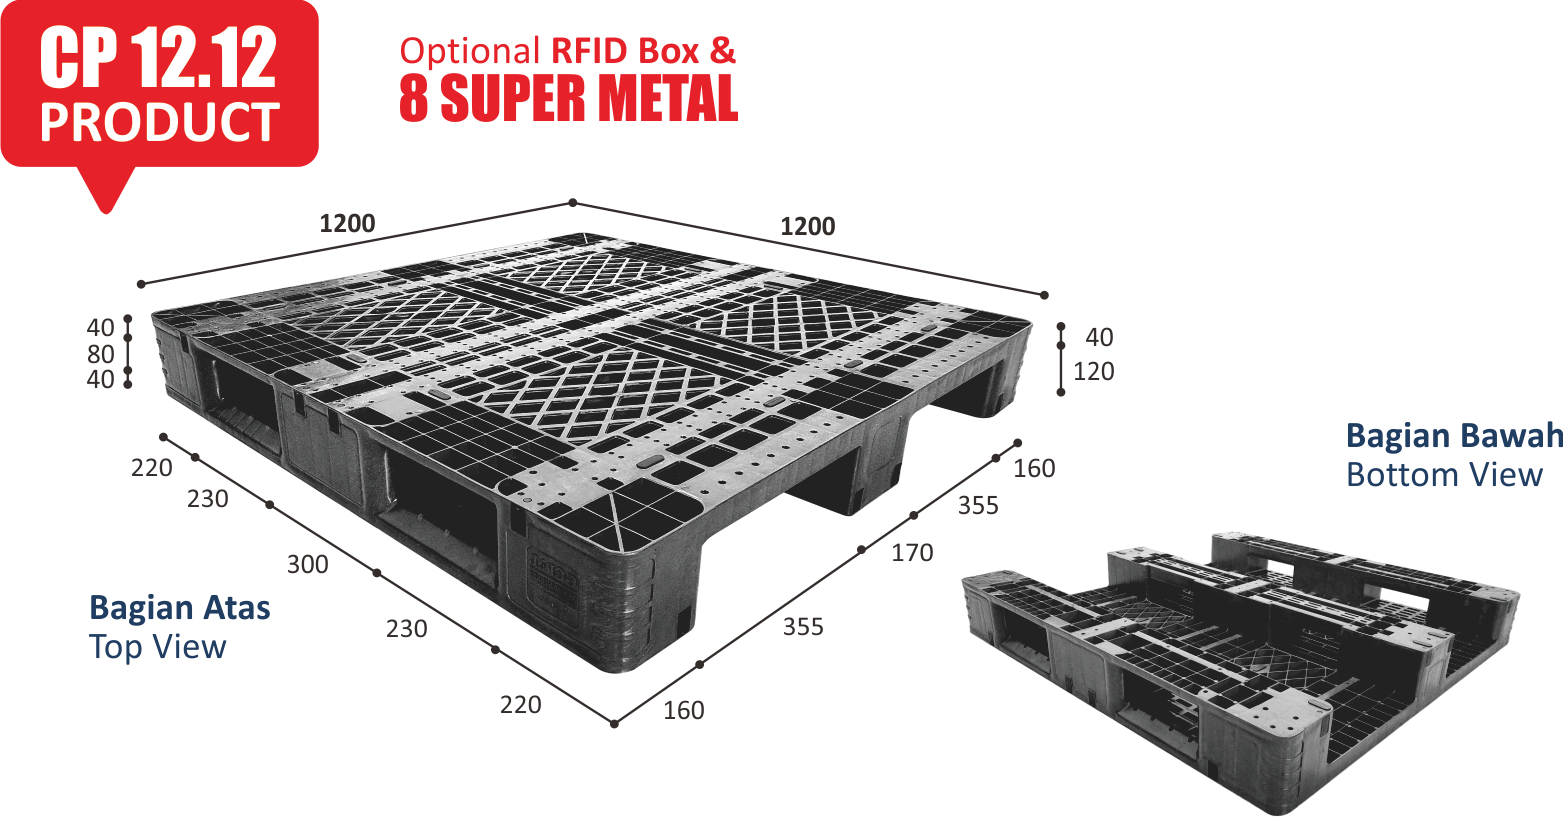 CP 12.12
PRODUCT
Optional RFID Box &
8 SUPER METAL
1200
1200
40
80
40
40
120
220
230
300
230
220
160
355
170
355
160
Bagian Atas
Top View
Bagian Bawah
Bottom View